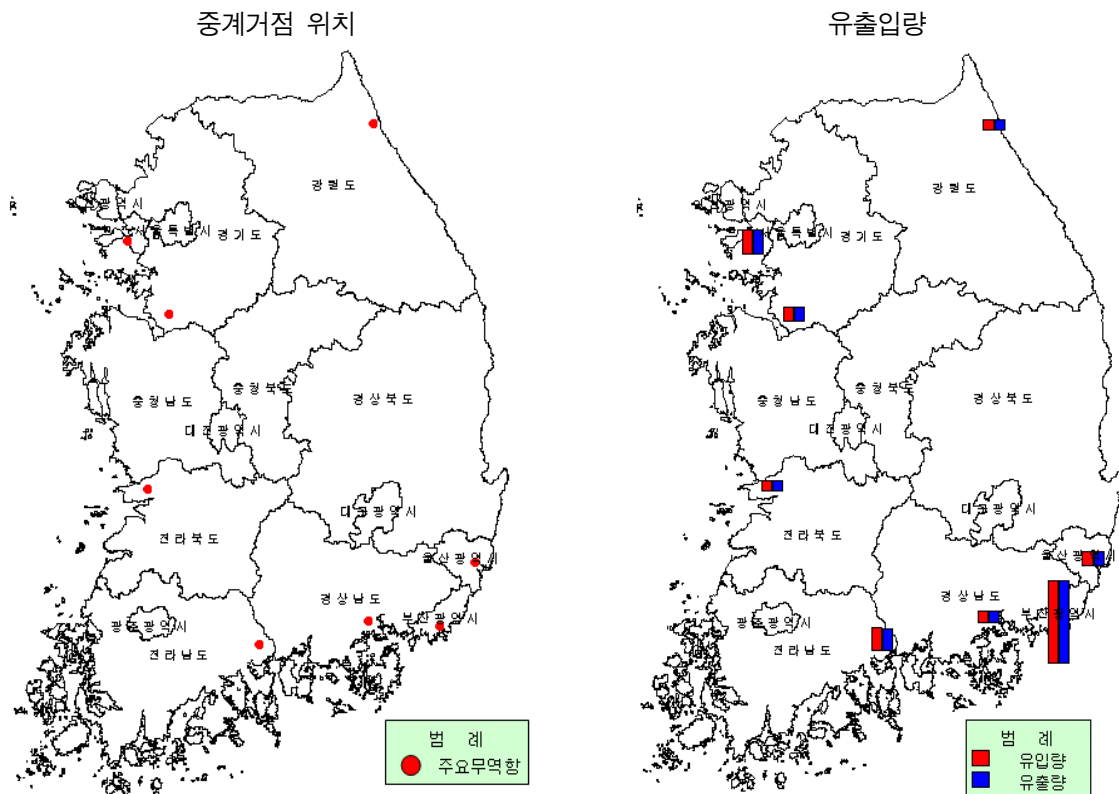 중계거점 위치
강원도
서울특별시
경기도
충청북도
충청남도
경상북도
대전광역시
대구광역시
전라북도
울산광역시
경상남도
부산광역시
광주광역시
전라남도
범 례
주요무역항
유출입량
강원도
서울특별시
경기도
충청북도
충청남도
경상북도
대전광역시
대구광역시
전라북도
울산광역시
경상남도
부산광역시
광주광역시
전라남도
범 례
유입량
유출량